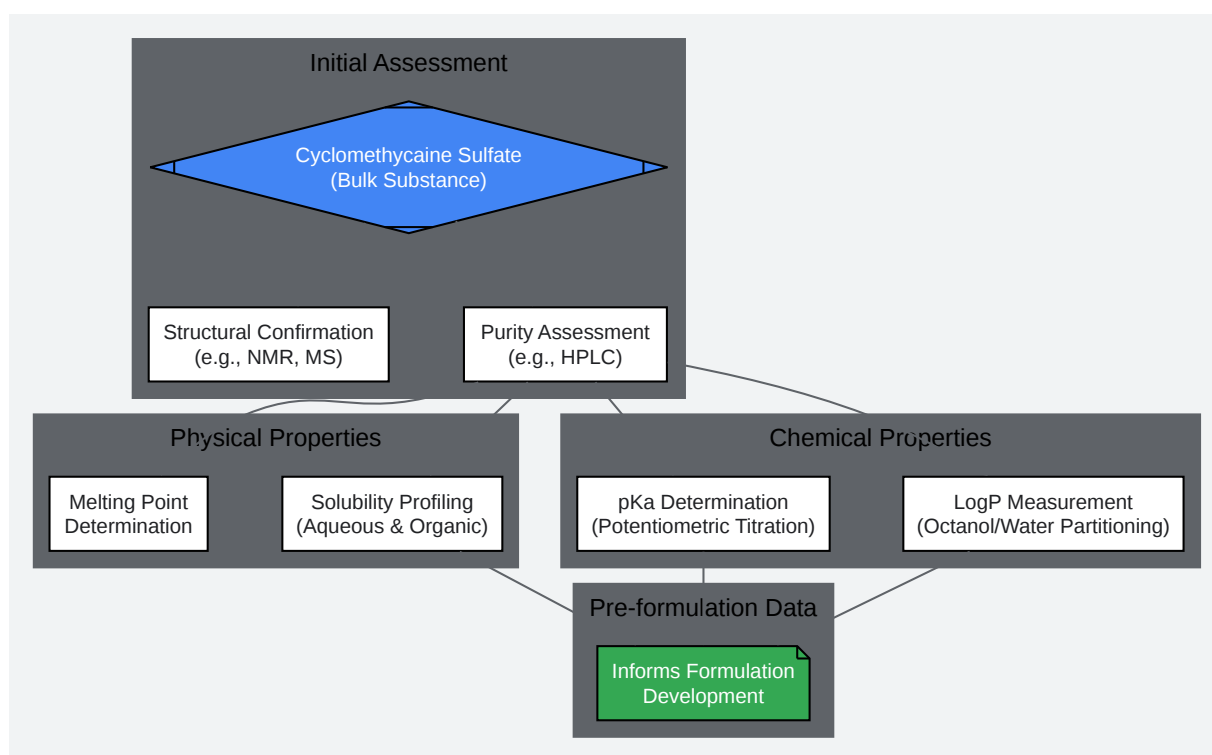 Initial Assessment
Cyclomethycaine Sulfate
(Bulk Substance)
Structural Confirmation
(e.g., NMR, MS)
Purity Assessment
(e.g., HPLC)
Physical Properties
Melting Point
Determination
Solubility Profiling
(Aqueous & Organic)
Chemical Properties
pKa Determination
(Potentiometric Titration)
LogP Measurement
(Octanol/Water Partitioning)
Pre-formulation Data
Informs Formulation
Development